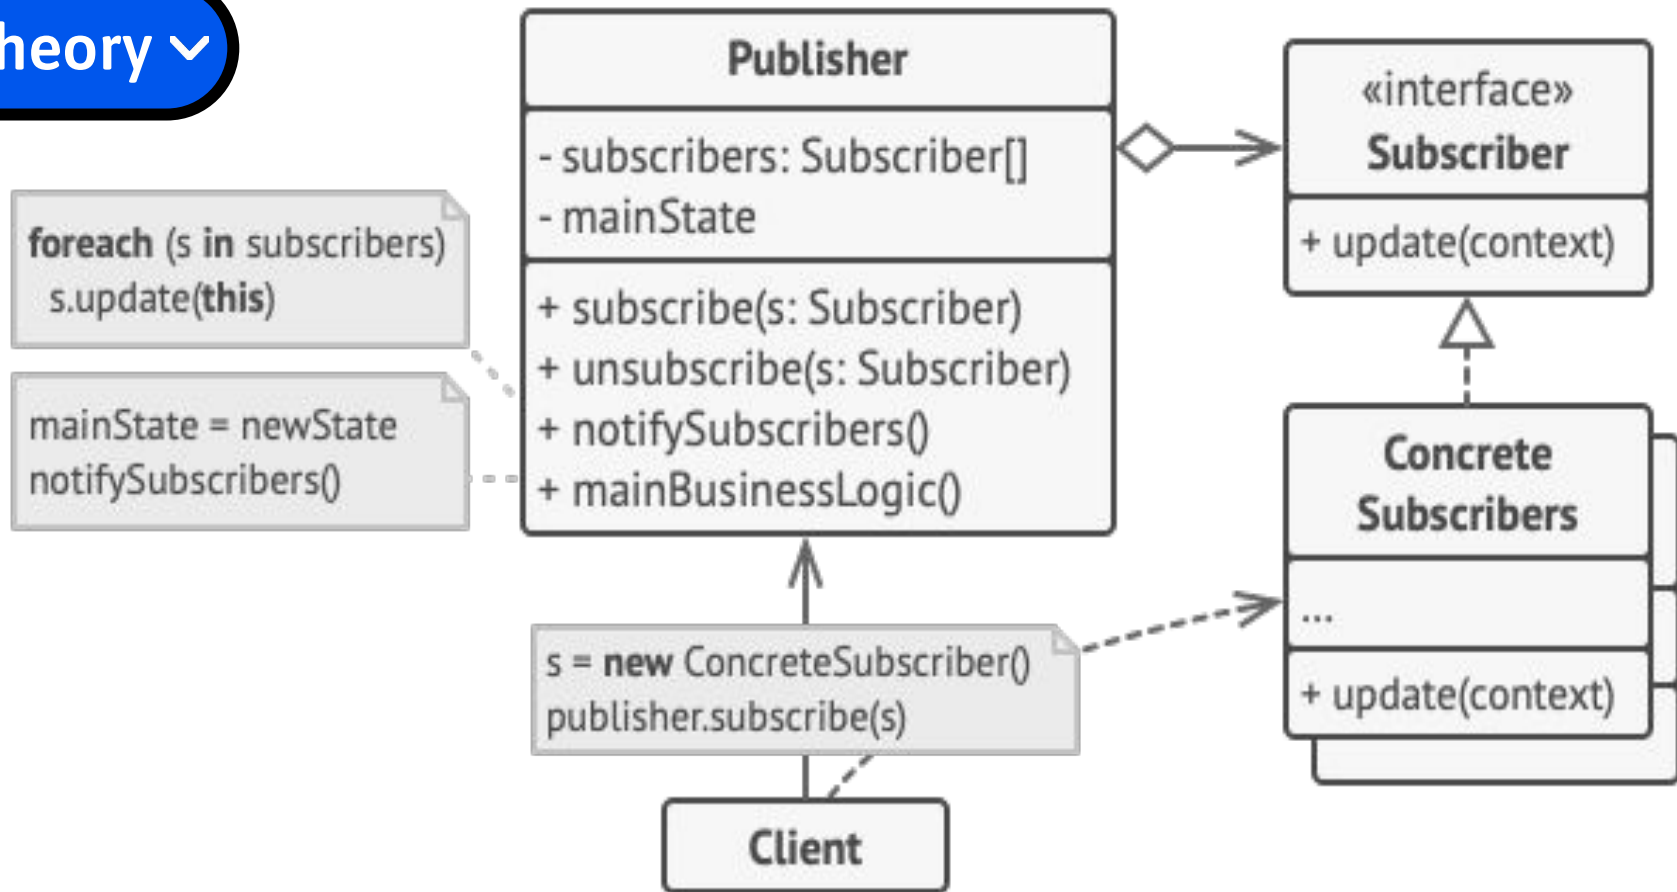 heory
Publisher
- subscribers: Subscriber[]
- mainState
+ subscribe(s: Subscriber)
+ unsubscribe(s: Subscriber)
+ notifySubscribers()
+ mainBusinessLogic()
«interface»
Subscriber
+ update(context)
foreach (s in subscribers)
s.update(this)
mainState = newState
notifySubscribers()
Concrete
Subscribers
...
+ update(context)
s = new ConcreteSubscriber()
publisher.subscribe(s)
Client